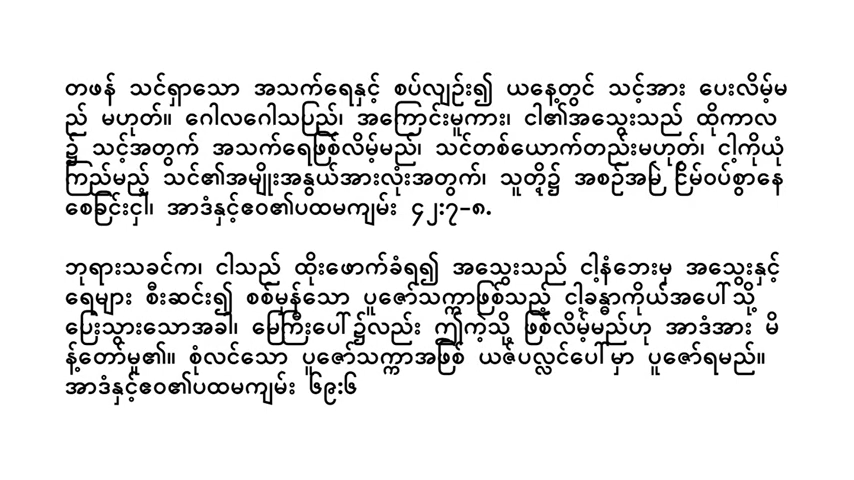 တဖန် သင်ရှာသော အသက်ရေနှင့် စပ်လျဉ်း၍ ယနေ့တွင် သင့်အား ပေးလိမ့်မ
ည် မဟုတ်။ ဂေါလဂေါသပြည်၊ အကြောင်းမူကား၊ ငါ၏အသွေးသည် ထိုကာလ
၌ သင့်အတွက် အသက်ရေဖြစ်လိမ့်မည်၊ သင်တစ်ယောက်တည်းမဟုတ်၊ ငါ့ကိုယုံ
ကြည်မည့် သင်၏အမျိုးအနွယ်အားလုံးအတွက်၊ သူတို့၌ အစဉ်အမြဲ ငြိမ်ဝပ်စွာနေ
စေခြင်းငှါ၊ အာဒံနှင့်ဧဝ၏ပထမကျမ်း ၄၂:၇-၈.
ဘုရားသခင်က၊ ငါသည် ထိုးဖောက်ခံရ၍ အသွေးသည် ငါ့နံဘေးမှ အသွေးနှင့်
ရေများ စီးဆင်း၍ စစ်မှန်သော ပူဇော်သက္ကာဖြစ်သည့် ငါ့ခန္ဓာကိုယ်အပေါ်သို့
ပြေးသွားသောအခါ၊ မြေကြီးပေါ်၌လည်း ဤကဲ့သို့ ဖြစ်လိမ့်မည်ဟု အာဒံအား မိ
န့်တော်မူ၏။ စုံလင်သော ပူဇော်သက္ကာအဖြစ် ယဇ်ပလ္လင်ပေါ်မှာ ပူဇော်ရမည်။
အာဒံနှင့်ဧဝ၏ပထမကျမ်း ၆၉:၆